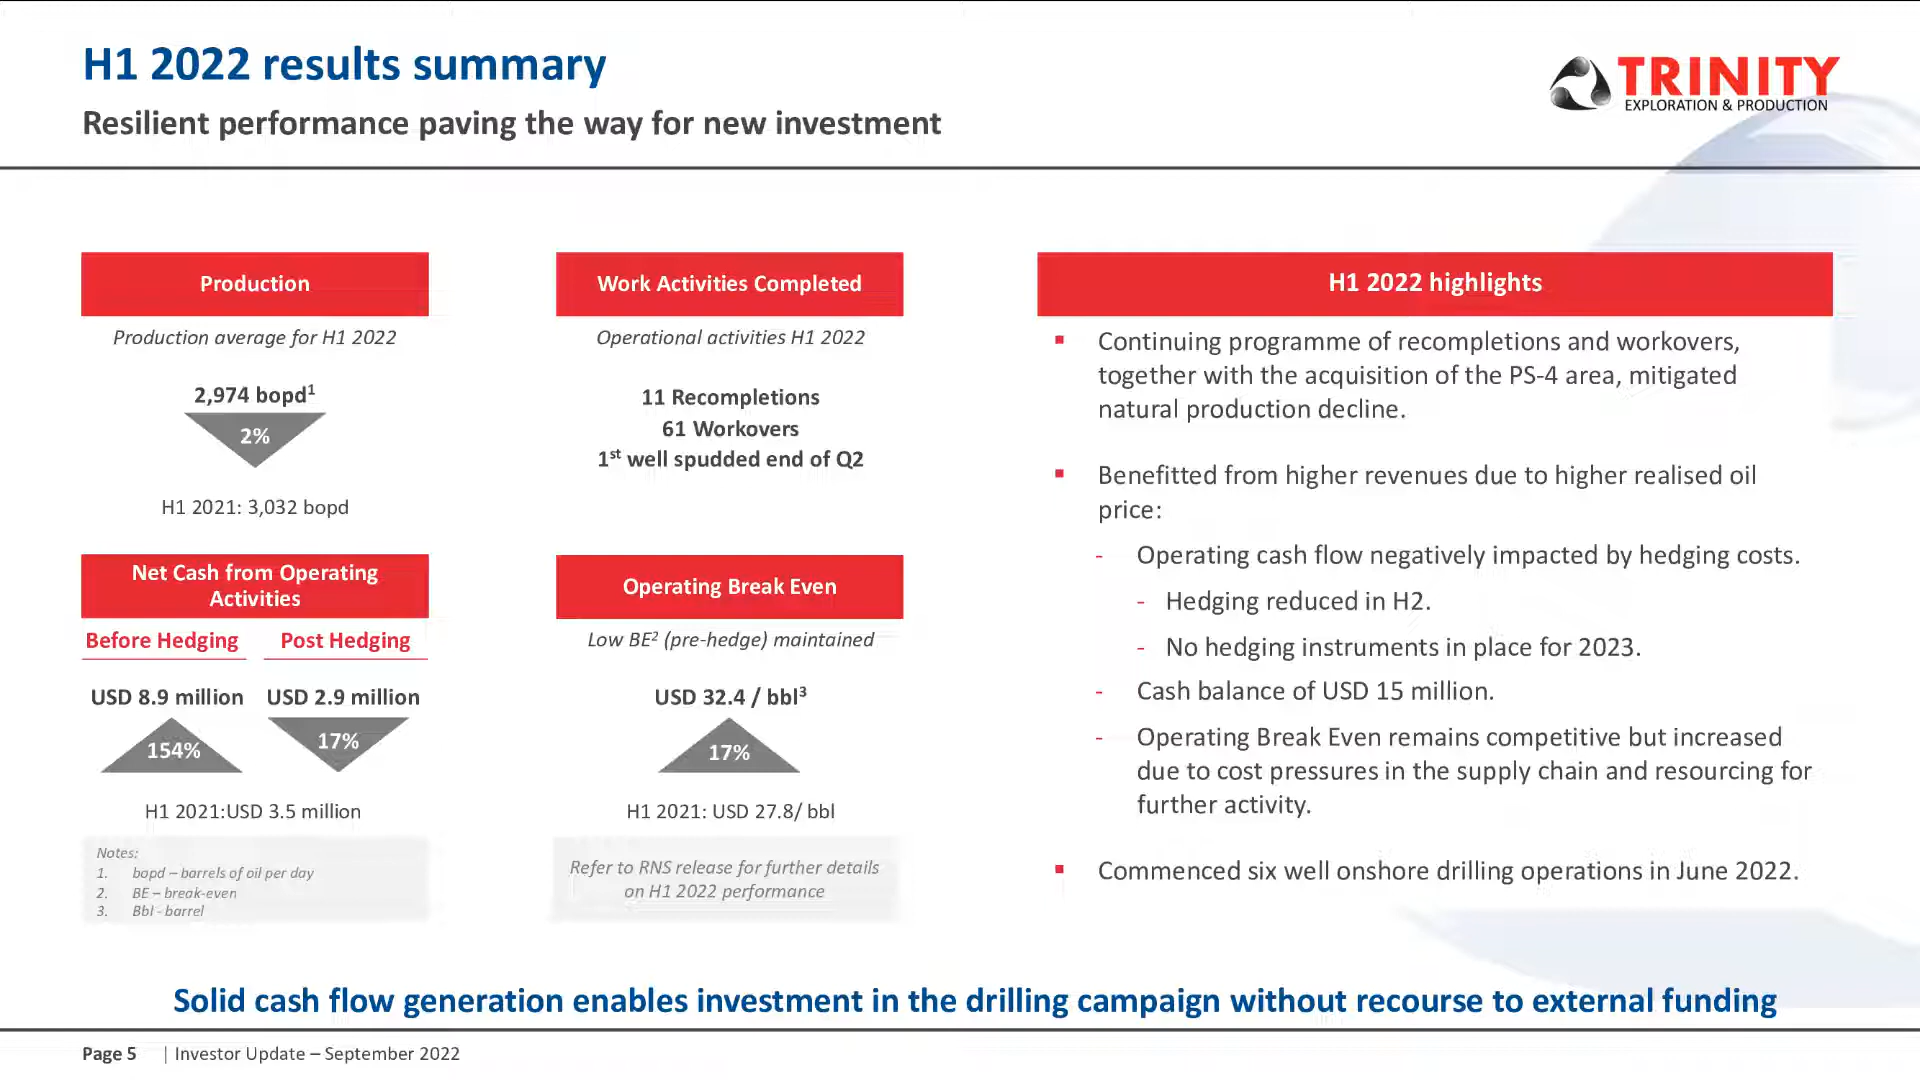 H1 2022 results summary
Resilient performance paving the way for new investment
TRINITY
EXPLORATION & PRODUCTION
Production
Production average for H1 2022
2,974 bopd¹
2%
H1 2021: 3,032 bopd
Work Activities Completed
Operational activities H1 2022
11 Recompletions
61 Workovers
1st well spudded end of Q2
Net Cash from Operating
Activities
Before Hedging
Post Hedging
USD 8.9 million
USD 2.9 million
154%
17%
H1 2021:USD 3.5 million
Operating Break Even
Low BE² (pre-hedge) maintained
USD 32.4 / bbl³
17%
H1 2021: USD 27.8/ bbl
Notes:
1. bopd – barrels of oil per day
2. BE – break-even
3. Bbl - barrel
Refer to RNS release for further details
on H1 2022 performance
H1 2022 highlights
▪ Continuing programme of recompletions and workovers,
together with the acquisition of the PS-4 area, mitigated
natural production decline.
▪ Benefitted from higher revenues due to higher realised oil
price:
- Operating cash flow negatively impacted by hedging costs.
- Hedging reduced in H2.
- No hedging instruments in place for 2023.
- Cash balance of USD 15 million.
- Operating Break Even remains competitive but increased
due to cost pressures in the supply chain and resourcing for
further activity.
▪ Commenced six well onshore drilling operations in June 2022.
Solid cash flow generation enables investment in the drilling campaign without recourse to external funding
Page 5 | Investor Update – September 2022